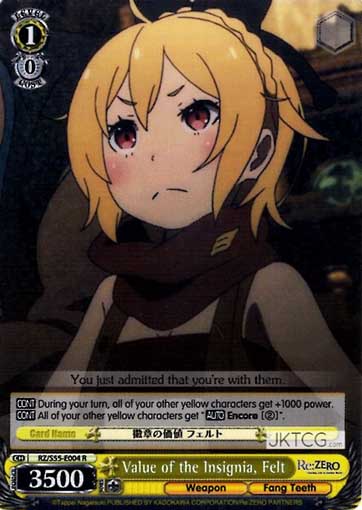 1
0
You just admitted that you're with them.
CONT During your turn, all of your other yellow characters get +1000 power.
CONT All of your other yellow characters get "AUTO Encore [②]".
Card Name
徽章の価値 フェルト
JKTCG.com
CH RZ/S55-E004 R
3500
Value of the Insignia, Felt
Re:ZERO
Weapon
Fang Teeth
©Tappei Nagatsuki,PUBLISHED BY KADOKAWA CORPORATION/Re:ZERO PARTNERS